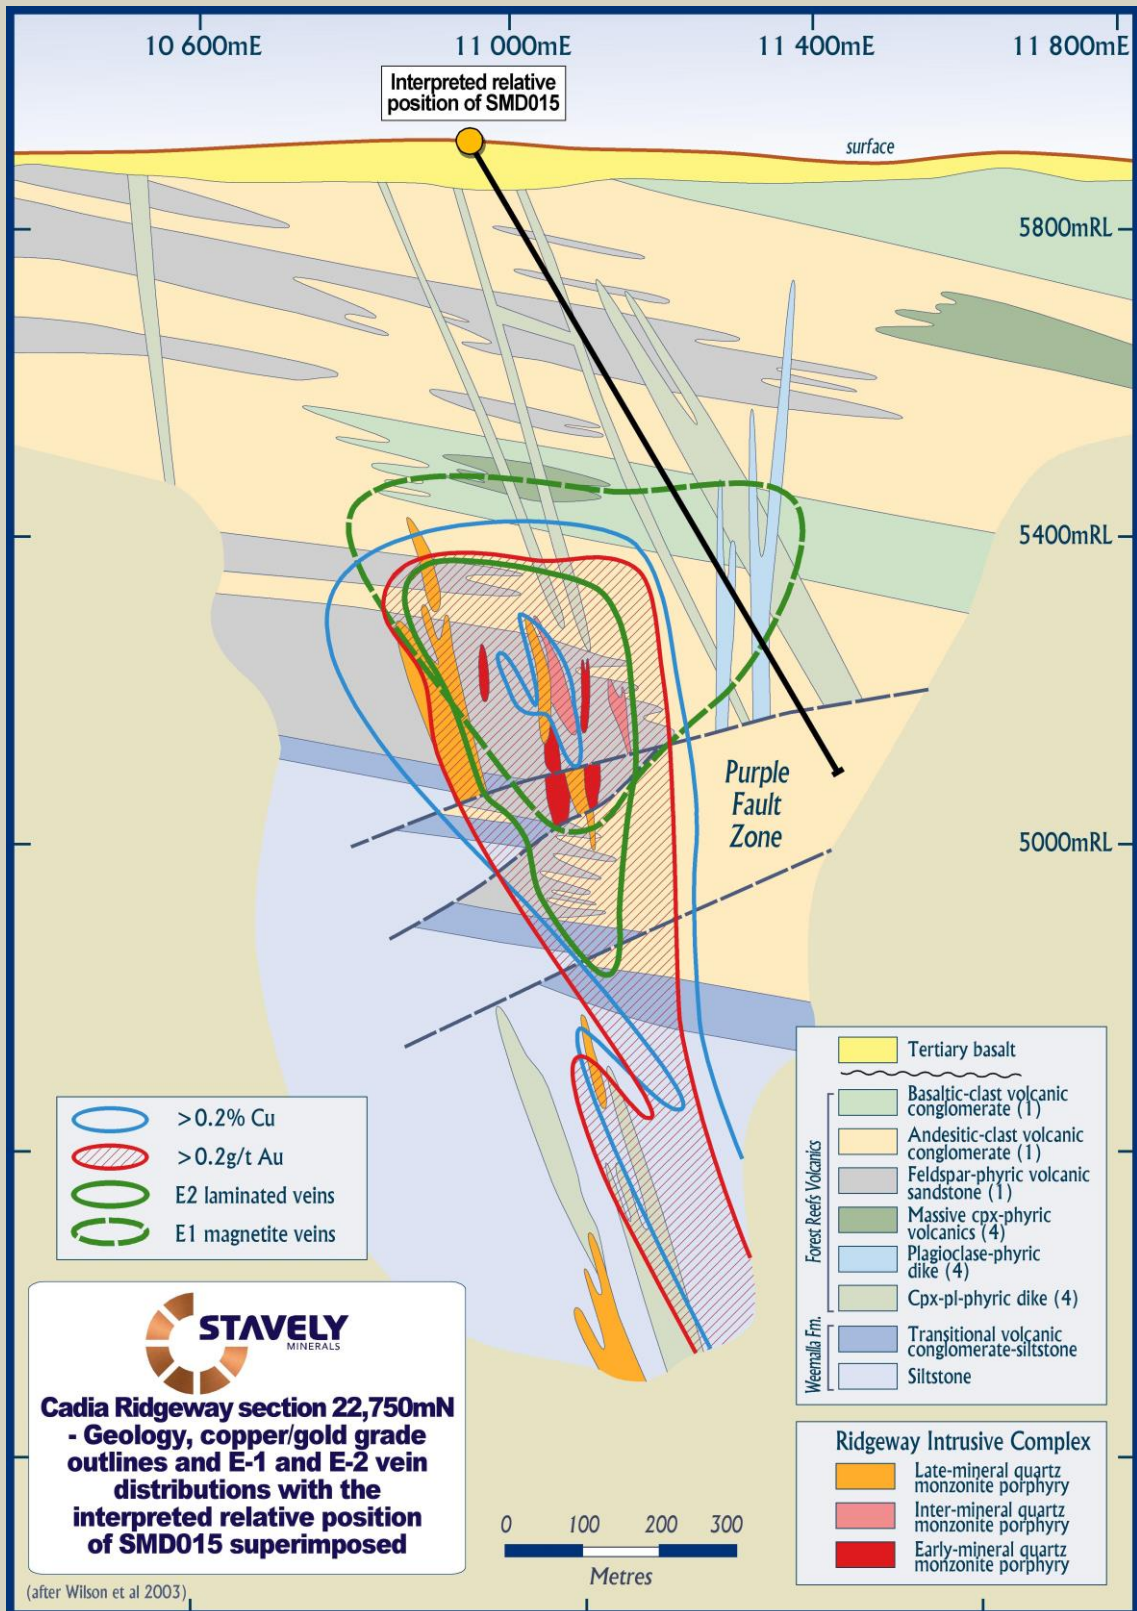 10 600mE
11 000mE
11 400mE
11 800mE
Interpreted relative
position of SMD015
surface
5800mRL
5400mRL
Purple
Fault
Zone
5000mRL
>0.2% Cu
>0.2g/t Au
E2 laminated veins
E1 magnetite veins
Tertiary basalt
Forest Reefs Volcanics
Basaltic-clast volcanic
conglomerate (1)
Andesitic-clast volcanic
conglomerate (1)
Feldspar-phyric volcanic
sandstone (1)
Massive cpx-phyric
volcanics (4)
Plagioclase-phyric
dike (4)
Cpx-pl-phyric dike (4)
Weemalla Fm.
Transitional volcanic
conglomerate-siltstone
Siltstone
STAVELY
MINERALS
Cadia Ridgeway section 22,750mN
- Geology, copper/gold grade
outlines and E-1 and E-2 vein
distributions with the
interpreted relative position
of SMD015 superimposed
(after Wilson et al 2003)
0 100 200 300
Metres
Ridgeway Intrusive Complex
Late-mineral quartz
monzonite porphyry
Inter-mineral quartz
monzonite porphyry
Early-mineral quartz
monzonite porphyry